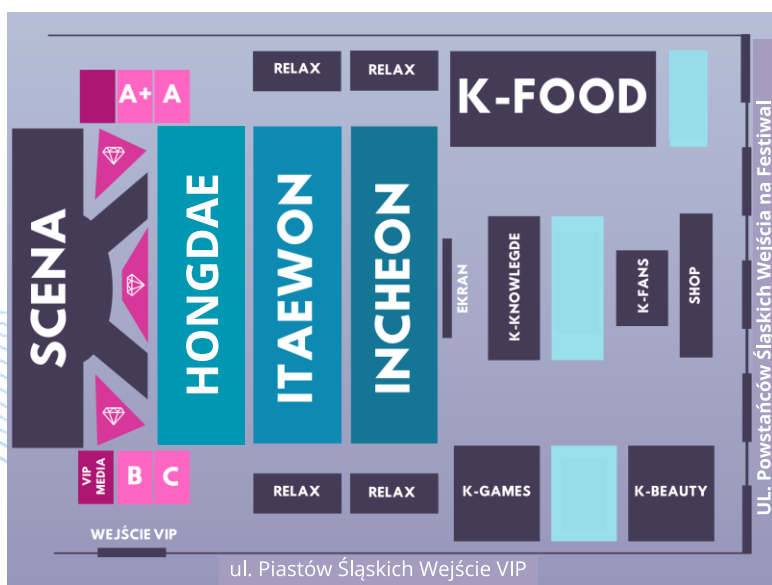 RELAX
RELAX
K-FOOD
A+
A
SCENA
HONGDAE
ITAEWON
INCHEON
EKRAN
K-KNOWLEGDE
K-FANS
SHOP
UL. Powstańców Śląskich Wejścia na Festiwal
VIP
MEDIA
B
C
RELAX
RELAX
K-GAMES
K-BEAUTY
WEJŚCIE VIP
ul. Piastów Śląskich Wejście VIP